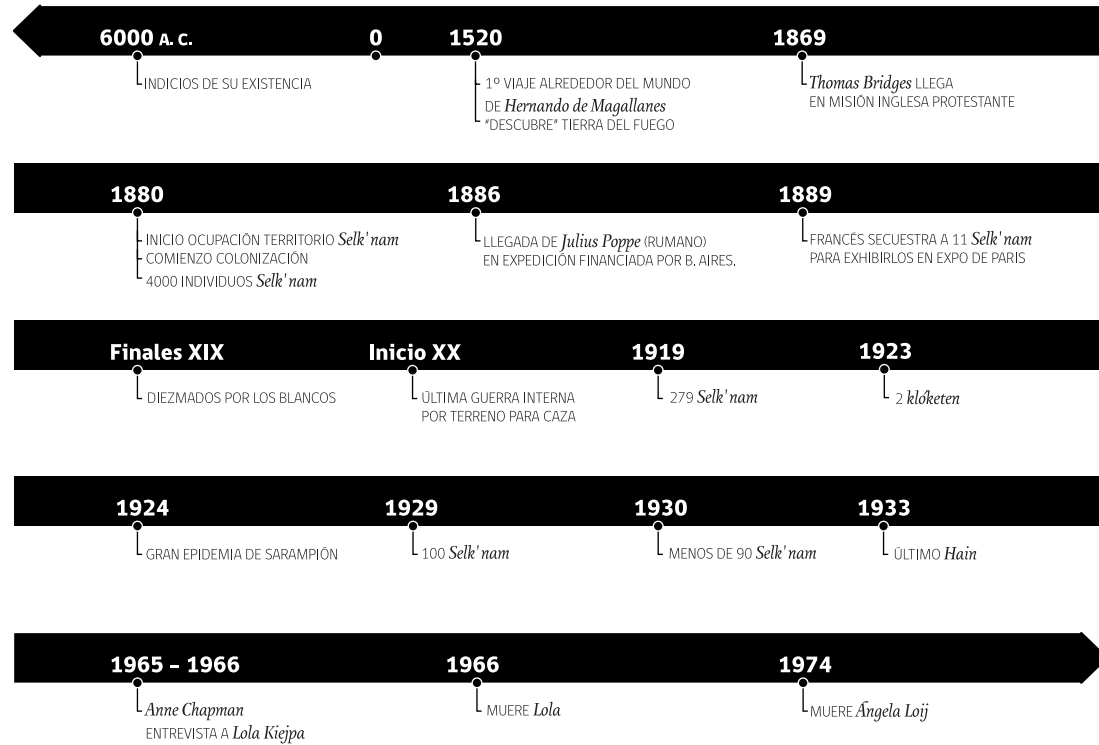 6000 A. C.
INDICIOS DE SU EXISTENCIA
0
1520
1º VIAJE ALREDEDOR DEL MUNDO
DE Hernando de Magallanes
"DESCUBRE" TIERRA DEL FUEGO
1869
Thomas Bridges LLEGA
EN MISIÓN INGLESA PROTESTANTE
1880
INICIO OCUPACIÓN TERRITORIO Selk'nam
COMIENZO COLONIZACIÓN
4000 INDIVIDUOS Selk'nam
1886
LLEGADA DE Julius Poppe (RUMANO)
EN EXPEDICIÓN FINANCIADA POR B. AIRES.
1889
FRANCÉS SECUESTRA A 11 Selk'nam
PARA EXHIBIRLOS EN EXPO DE PARIS
Finales XIX
DIEZMADOS POR LOS BLANCOS
Inicio XX
ÚLTIMA GUERRA INTERNA
POR TERRENO PARA CAZA
1919
279 Selk'nam
1923
2 klóketen
1924
GRAN EPIDEMIA DE SARAMPIÓN
1929
100 Selk'nam
1930
MENOS DE 90 Selk'nam
1933
ÚLTIMO Hain
1965 – 1966
Anne Chapman
ENTREVISTA A Lola Kiejpa
1966
MUERE Lola
1974
MUERE Ángela Loij